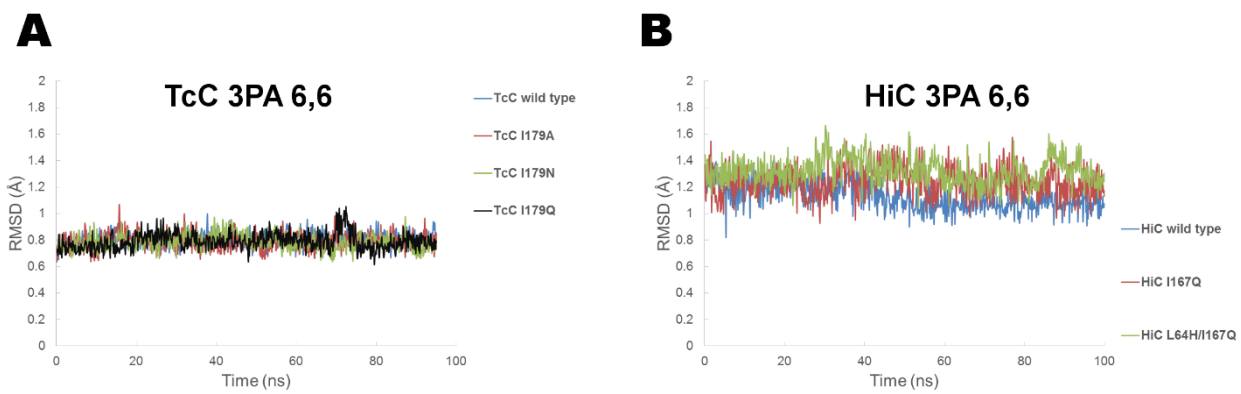 A
TcC 3PA 6,6
2
1.8
1.6
1.4
1.2
1
0.8
0.6
0.4
0.2
0
RMSD (Å)
0 20 40 60 80 100
Time (ns)
TcC wild type
TcC I179A
TcC I179N
TcC I179Q
B
HiC 3PA 6,6
2
1.8
1.6
1.4
1.2
1
0.8
0.6
0.4
0.2
0
RMSD (Å)
0 20 40 60 80 100
Time (ns)
HiC wild type
HiC I167Q
HiC L64H/I167Q